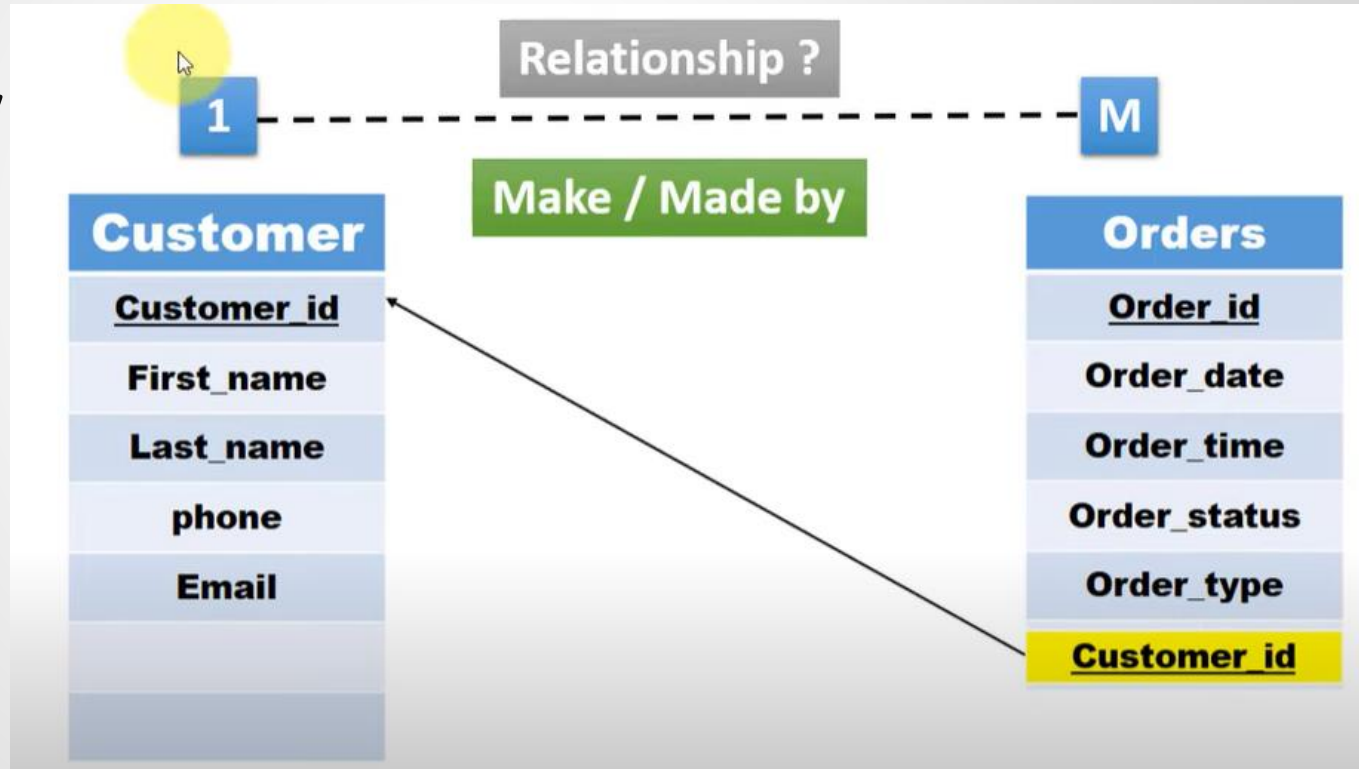 Relationship ?
1
M
Make / Made by
Customer
Customer_id
First_name
Last_name
phone
Email
Orders
Order_id
Order_date
Order_time
Order_status
Order_type
Customer_id